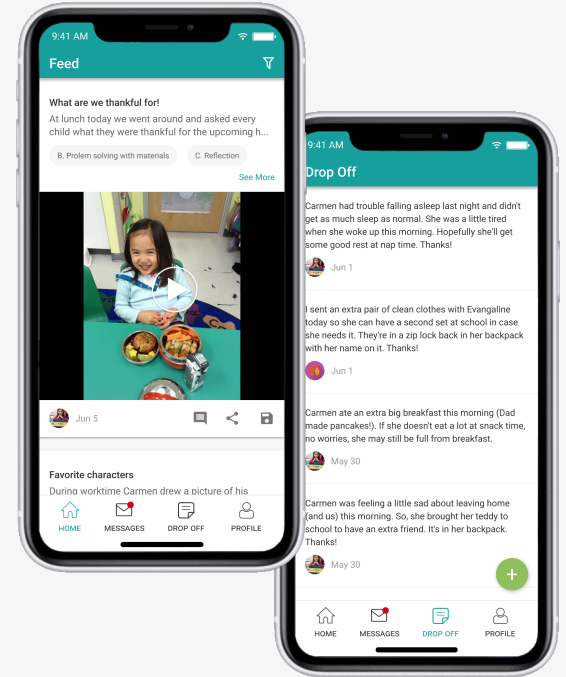 9:41 AM
Feed
What are we thankful for!
At lunch today we went around and asked every
child what they were thankful for the upcoming h...
B. Prolem solving with materials
C. Reflection
See More
Jun 5
Favorite characters
During worktime Carmen drew a picture of his
HOME
MESSAGES
DROP OFF
PROFILE
9:41 AM
Drop Off
Carmen had trouble falling asleep last night and didn't
get as much sleep as normal. She was a little tired
when she woke up this morning. Hopefully she'll get
some good rest at nap time. Thanks!
Jun 1
I sent an extra pair of clean clothes with Evangaline
today so she can have a second set at school in case
she needs it. They're in a zip lock back in her backpack
with her name on it. Thanks!
Jun 1
Carmen ate an extra big breakfast this morning (Dad
made pancakes!). If she doesn't eat a lot at snack time,
no worries, she may still be full from breakfast.
May 30
Carmen was feeling a little sad about leaving home
(and us) this morning. So, she brought her teddy to
school to have an extra friend. It's in her backpack.
Thanks!
May 30
HOME
MESSAGES
DROP OFF
PROFILE